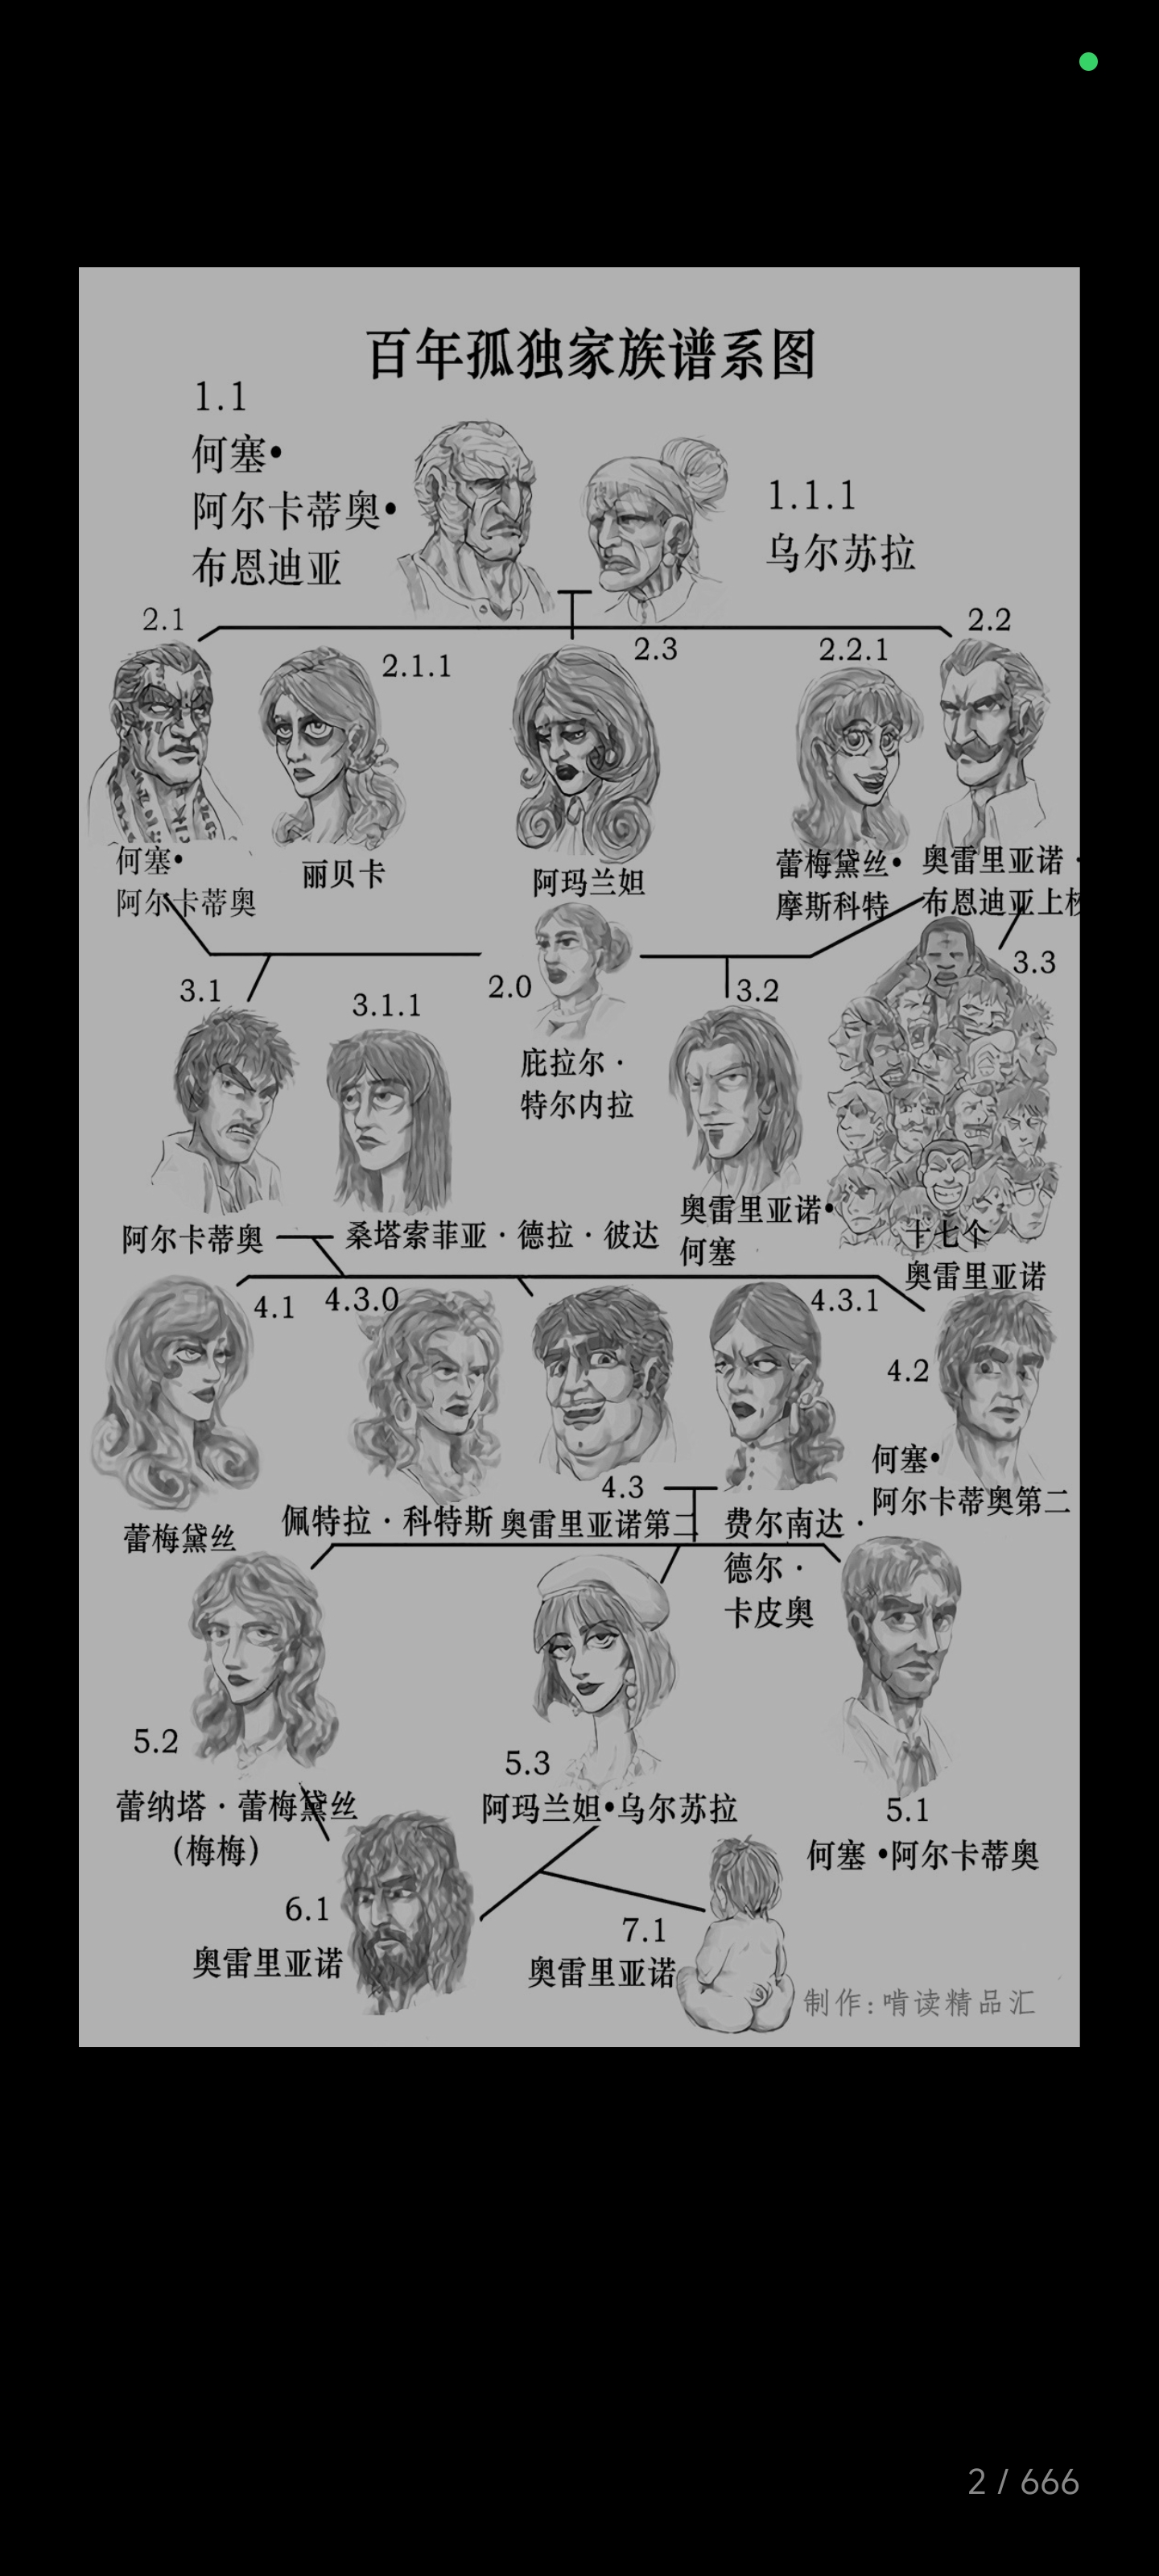 百年孤独家族谱系图
1.1
何塞•
阿尔卡蒂奥•
布恩迪亚
1.1.1
乌尔苏拉
2.1
2.2
2.1.1
2.3
2.2.1
何塞•
阿尔卡蒂奥
丽贝卡
阿玛兰妲
蕾梅黛丝•
摩斯科特
奥雷里亚诺 ·
布恩迪亚上校
3.1
3.1.1
2.0
庇拉尔 ·
特尔内拉
3.2
3.3
阿尔卡蒂奥
桑塔索菲亚 · 德拉 · 彼达
奥雷里亚诺•
何塞
十七个
奥雷里亚诺
4.1
4.3.0
4.3.1
4.2
何塞•
阿尔卡蒂奥第二
蕾梅黛丝
佩特拉 · 科特斯
4.3
奥雷里亚诺第二
费尔南达 ·
德尔 ·
卡皮奥
5.2
蕾纳塔 · 蕾梅黛丝
(梅梅)
5.3
阿玛兰妲•乌尔苏拉
5.1
何塞 •阿尔卡蒂奥
6.1
奥雷里亚诺
7.1
奥雷里亚诺
制作: 啃读精品汇
2 / 666